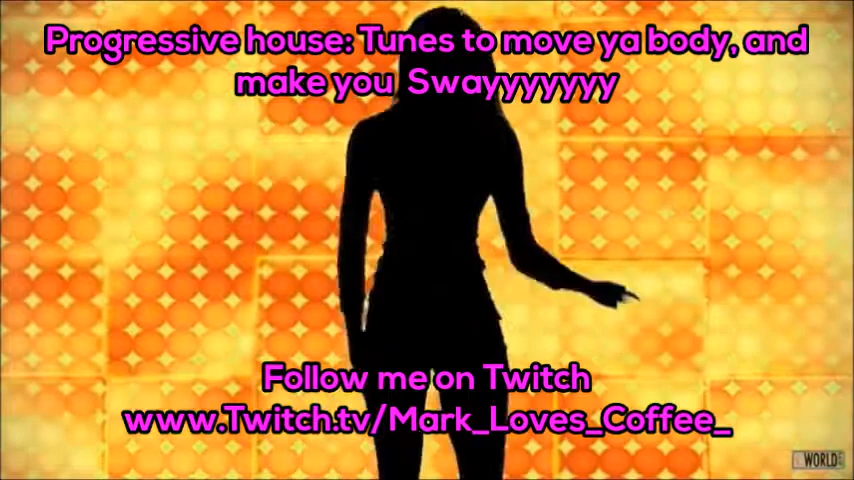 Progressive house: Tunes to move ya body, and
make you Swayyyyyyy
Follow me on Twitch
www.Twitch.tv/Mark_Loves_Coffee_
WORLD